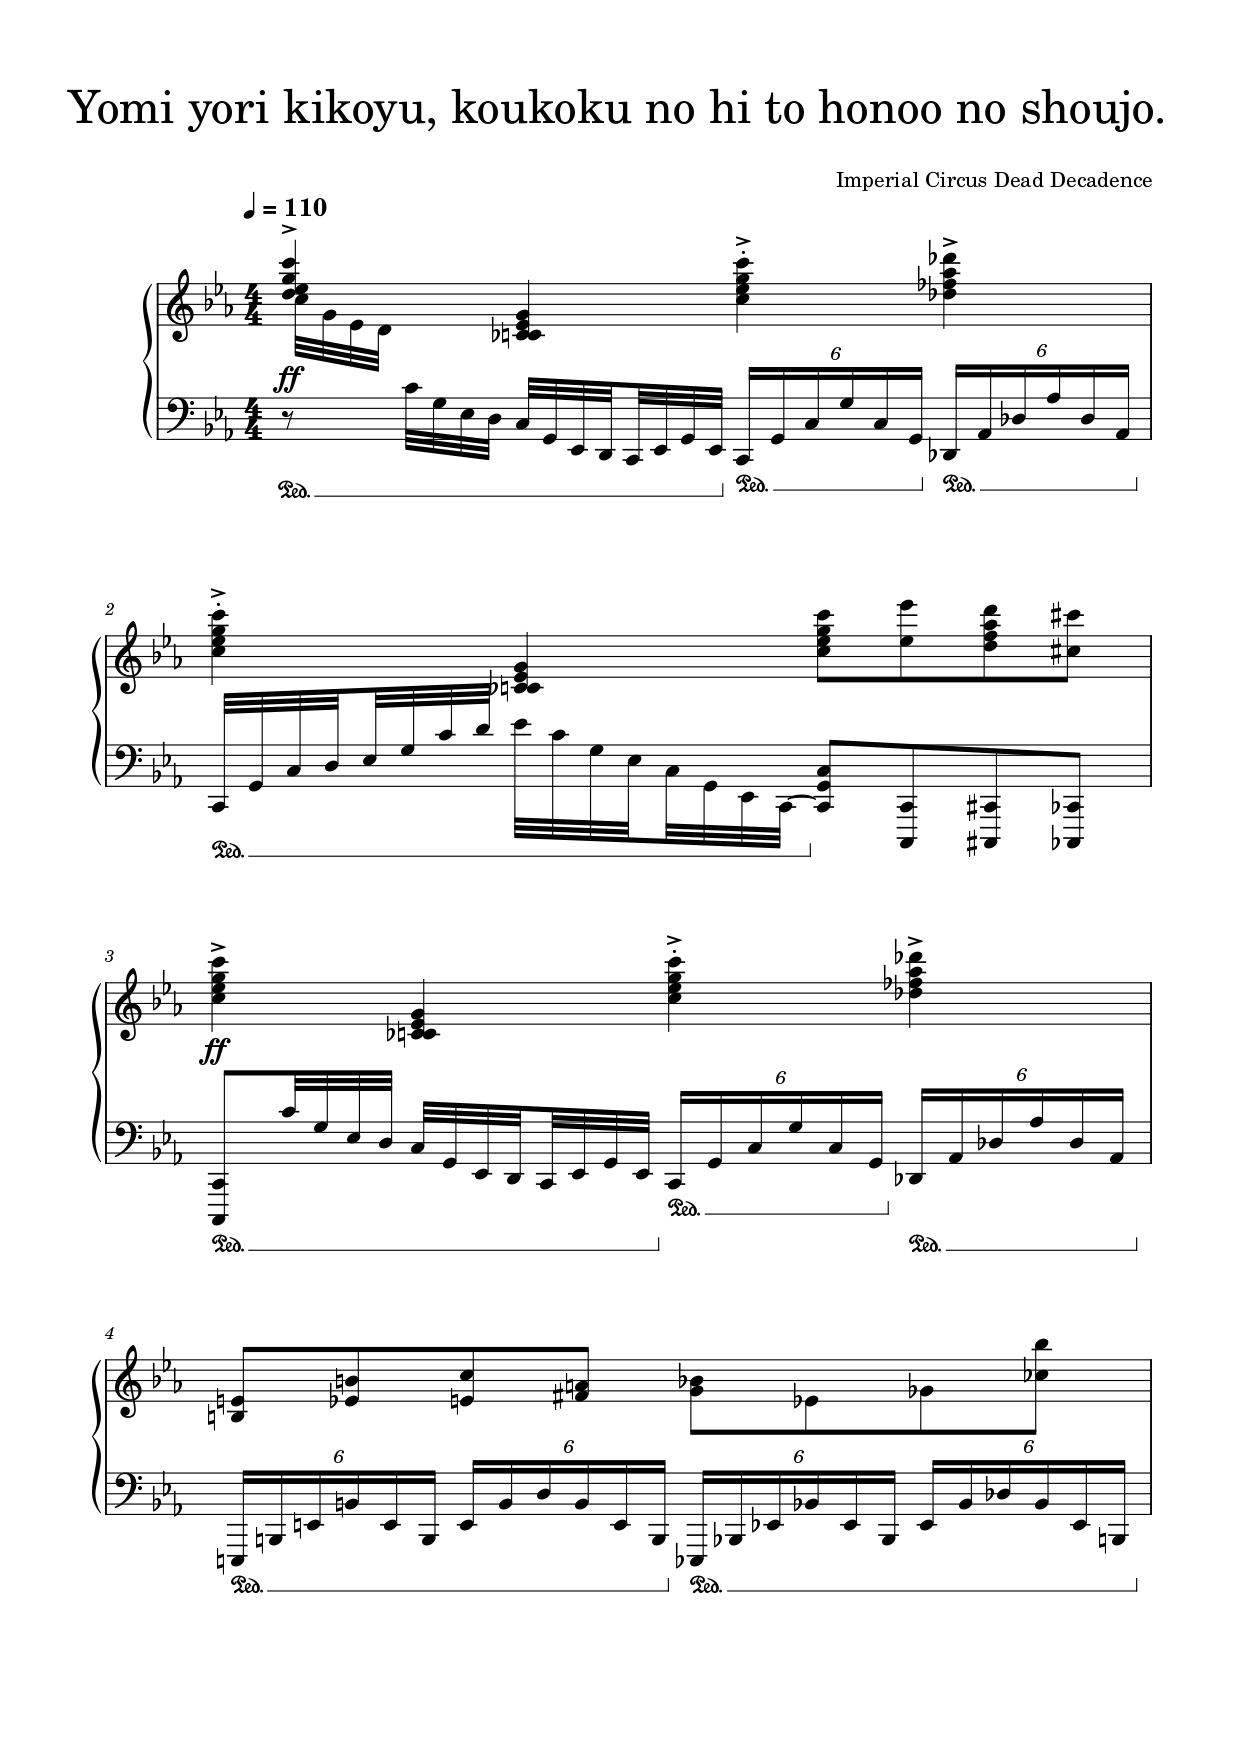 Yomi yori kikoyu, koukoku no hi to honoo no shoujo.
Imperial Circus Dead Decadence
♩ = 110
4 4
ff
6 6
4 4
Ped. Ped. Ped.
2
Ped.
3
ff
6 6
Ped. Ped. Ped.
4
6 6 6 6
Ped. Ped.